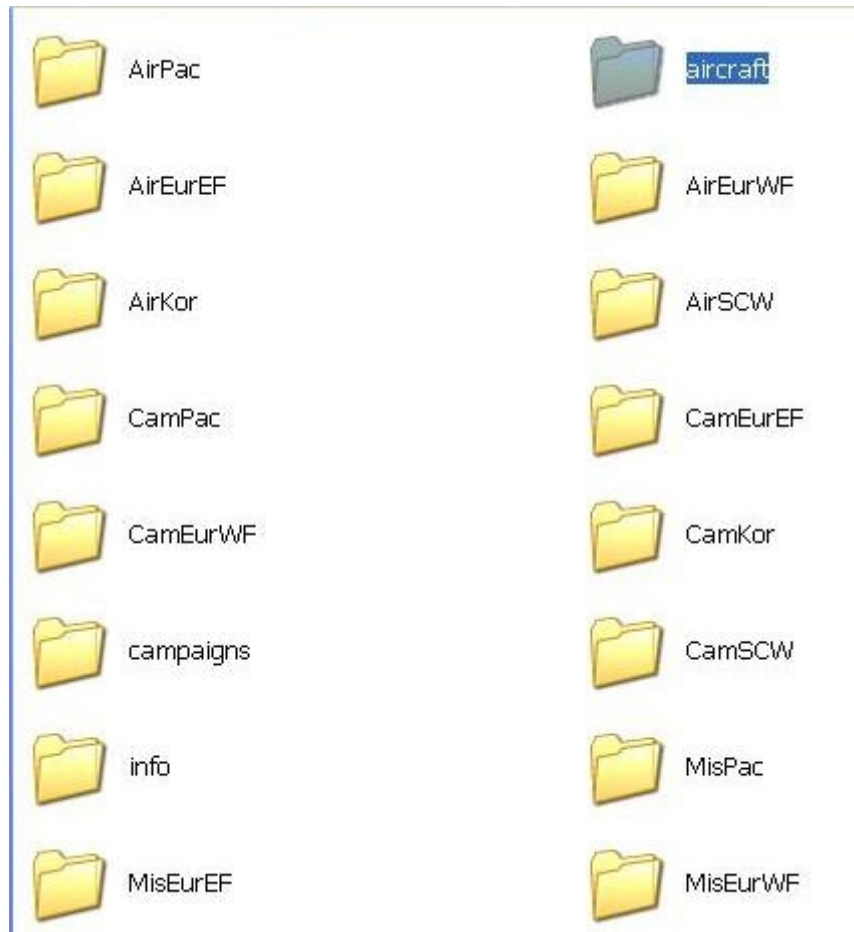 AirPac
aircraft
AirEurEF
AirEurWF
AirKor
AirSCW
CamPac
CamEurEF
CamEurWF
CamKor
campaigns
CamSCW
info
MisPac
MisEurEF
MisEurWF